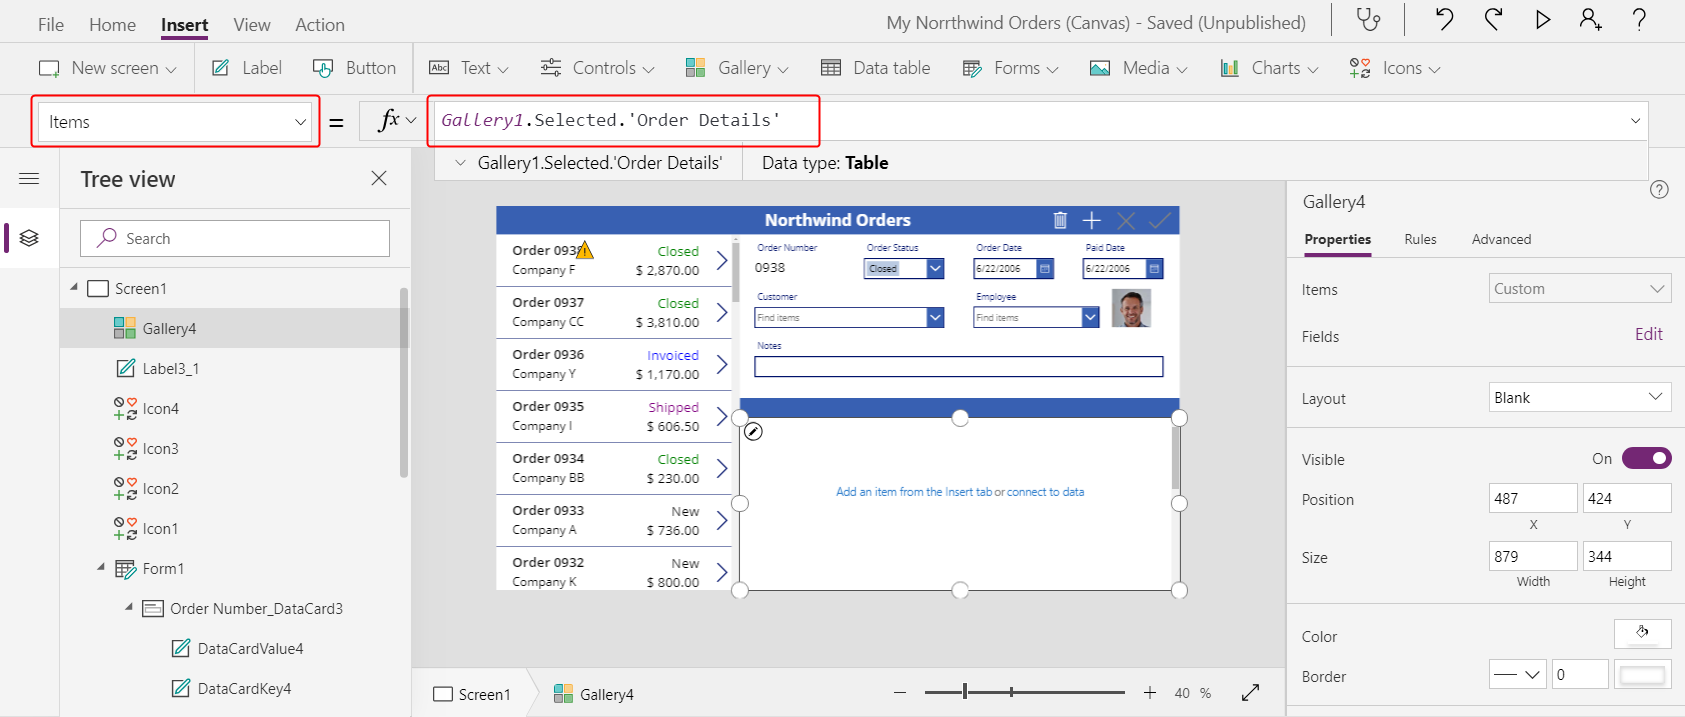 File Home Insert View Action My Norrthwind Orders (Canvas) - Saved (Unpublished) ?
New screen Label Button Abc Text Controls Gallery Data table Forms Media Charts Icons
Items = fx Gallery1.Selected.'Order Details'
Gallery1.Selected.'Order Details' Data type: Table
Tree view
Search
Screen1
Gallery4
Label3_1
Icon4
Icon3
Icon2
Icon1
Form1
Order Number_DataCard3
DataCardValue4
DataCardKey4
Northwind Orders
Order 0938 Closed
Company F $ 2,870.00
Order 0937 Closed
Company CC $ 3,810.00
Order 0936 Invoiced
Company Y $ 1,170.00
Order 0935 Shipped
Company I $ 606.50
Order 0934 Closed
Company BB $ 230.00
Order 0933 New
Company A $ 736.00
Order 0932 New
Company K $ 800.00
Order Number Order Status Order Date Paid Date
0938 Closed 6/22/2006 6/22/2006
Customer Employee
Find items Find items
Notes
Add an item from the Insert tab or connect to data
Screen1 Gallery4 40 %
?
Gallery4
Properties Rules Advanced
Items Custom
Fields Edit
Layout Blank
Visible On
Position 487 424
X Y
Size 879 344
Width Height
Color
Border 0